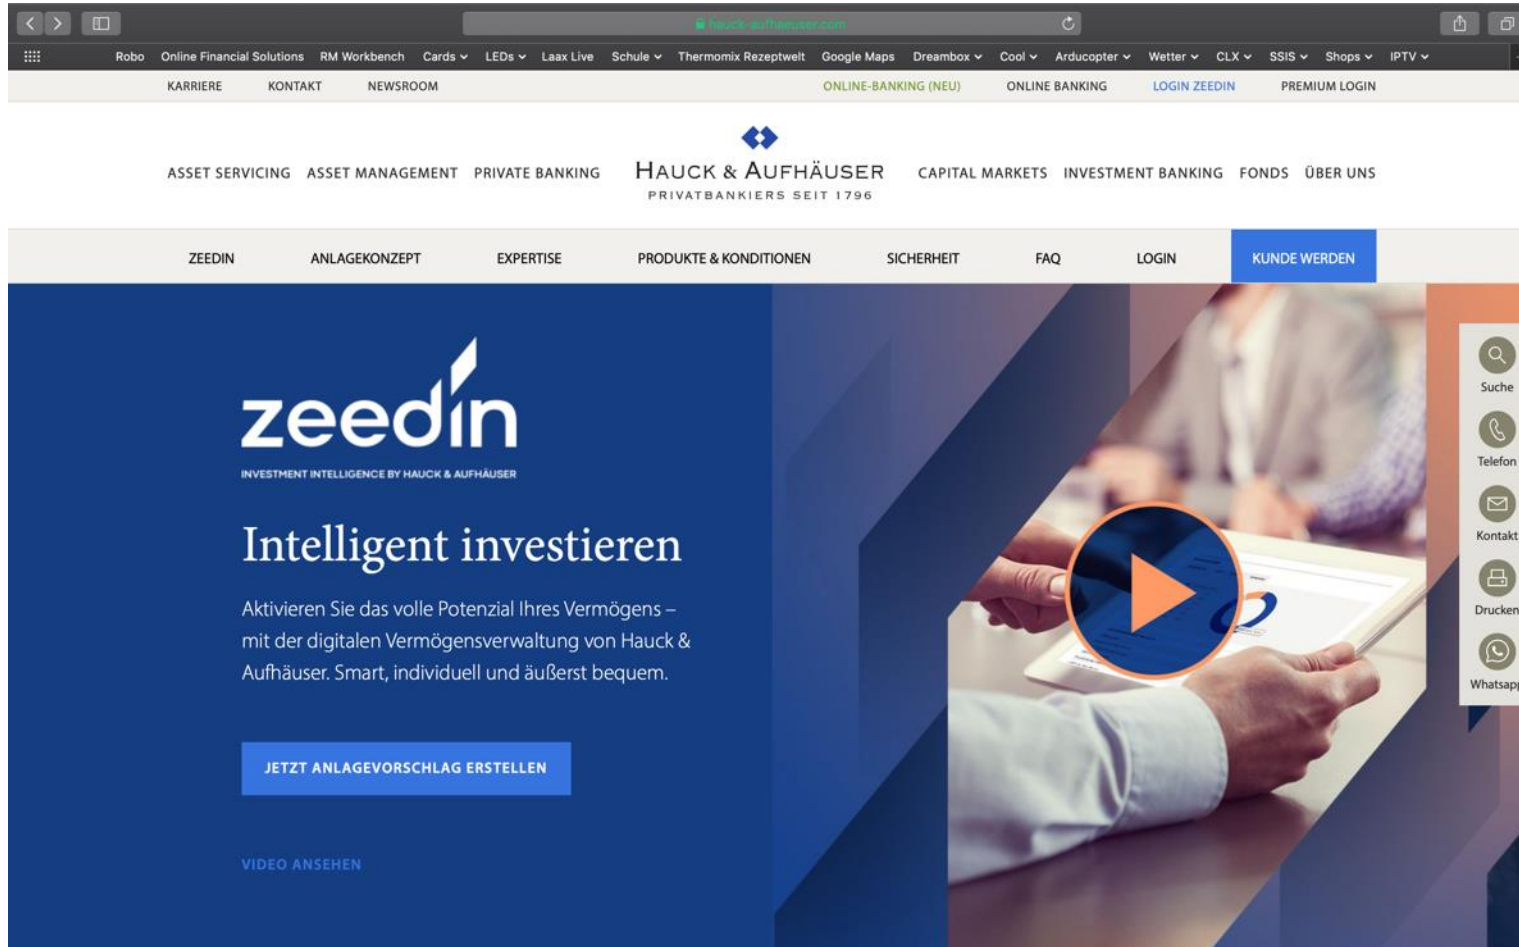 hauck-aufhaeuser.com
Robo Online Financial Solutions RM Workbench Cards LEDs Laax Live Schule Thermomix Rezeptwelt Google Maps Dreambox Cool Arducopter Wetter CLX SSIS Shops IPTV
KARRIERE KONTAKT NEWSROOM ONLINE-BANKING (NEU) ONLINE BANKING LOGIN ZEEDIN PREMIUM LOGIN
ASSET SERVICING ASSET MANAGEMENT PRIVATE BANKING HAUCK & AUFHÄUSER CAPITAL MARKETS INVESTMENT BANKING FONDS ÜBER UNS
PRIVATBANKIERS SEIT 1796
ZEEDIN ANLAGEKONZEPT EXPERTISE PRODUKTE & KONDITIONEN SICHERHEIT FAQ LOGIN KUNDE WERDEN
zeedin
INVESTMENT INTELLIGENCE BY HAUCK & AUFHÄUSER
Intelligent investieren
Aktivieren Sie das volle Potenzial Ihres Vermögens –
mit der digitalen Vermögensverwaltung von Hauck &
Aufhäuser. Smart, individuell und äußerst bequem.
JETZT ANLAGEVORSCHLAG ERSTELLEN
VIDEO ANSEHEN
Suche
Telefon
Kontakt
Drucken
Whatsapp